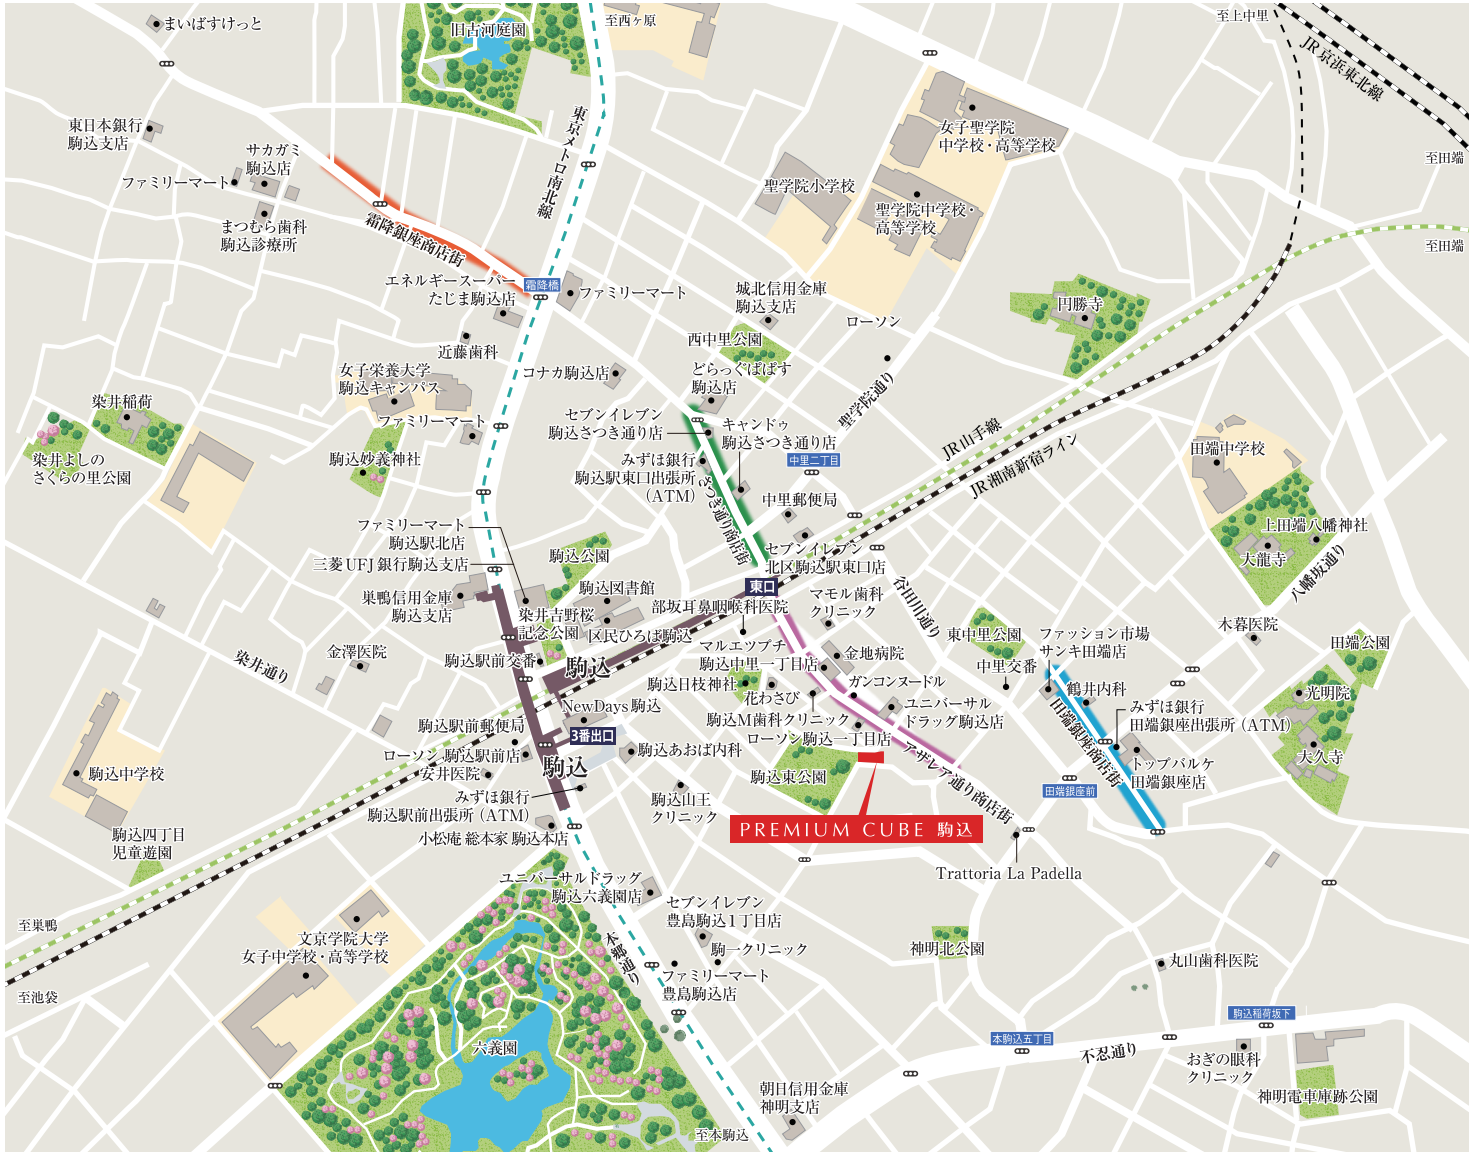 まいばすけっと
旧古河庭園
至西ヶ原
至上中里
JR京浜東北線
東日本銀行
駒込支店
サカガミ
駒込店
ファミリーマート
まつむら歯科
駒込診療所
東京メトロ南北線
女子聖学院
中学校・高等学校
聖学院小学校
聖学院中学校・
高等学校
至田端
至田端
霜降銀座商店街
エネルギースーパー
たじま駒込店
霜降橋
ファミリーマート
城北信用金庫
駒込支店
ローソン
円勝寺
西中里公園
近藤歯科
女子栄養大学
駒込キャンパス
ファミリーマート
コナカ駒込店
どらっぐぱぱす
駒込店
聖学院通り
染井稲荷
染井よしの
さくらの里公園
駒込妙義神社
セブンイレブン
駒込さつき通り店
キャンドゥ
駒込さつき通り店
みずほ銀行
駒込駅東口出張所
(ATM)
中里二丁目
さつき通り商店街
中里郵便局
JR山手線
JR湘南新宿ライン
田端中学校
上田端八幡神社
大龍寺
八幡坂通り
ファミリーマート
駒込駅北店
三菱UFJ銀行駒込支店
駒込公園
セブンイレブン
北区駒込駅東口店
東口
巣鴨信用金庫
駒込支店
駒込図書館
染井吉野桜
記念公園
区民ひろば駒込
部坂耳鼻咽喉科医院
マモル歯科
クリニック
谷田川通り
東中里公園
ファッション市場
サンキ田端店
木暮医院
田端公園
金澤医院
染井通り
駒込駅前交番
駒込
マルエツプチ
駒込中里一丁目店
金地病院
中里交番
駒込日枝神社
花わさび
ガンコンヌードル
鶴井内科
光明院
NewDays 駒込
駒込M歯科クリニック
ユニバーサル
ドラッグ駒込店
みずほ銀行
田端銀座出張所(ATM)
駒込駅前郵便局
3番出口
ローソン駒込一丁目店
田端銀座商店街
ローソン 駒込駅前店
駒込あおば内科
アザレア通り商店街
トップパルケ
田端銀座店
大久寺
安井医院
駒込
駒込東公園
駒込中学校
みずほ銀行
駒込駅前出張所(ATM)
駒込山王
クリニック
田端銀座前
PREMIUM CUBE 駒込
駒込四丁目
児童遊園
小松庵 総本家 駒込本店
Trattoria La Padella
ユニバーサルドラッグ
駒込六義園店
セブンイレブン
豊島駒込1丁目店
至巣鴨
文京学院大学
女子中学校・高等学校
本郷通り
駒一クリニック
神明北公園
丸山歯科医院
至池袋
ファミリーマート
豊島駒込店
駒込稲荷坂下
六義園
本駒込五丁目
不忍通り
おぎの眼科
クリニック
朝日信用金庫
神明支店
神明電車庫跡公園
至本駒込